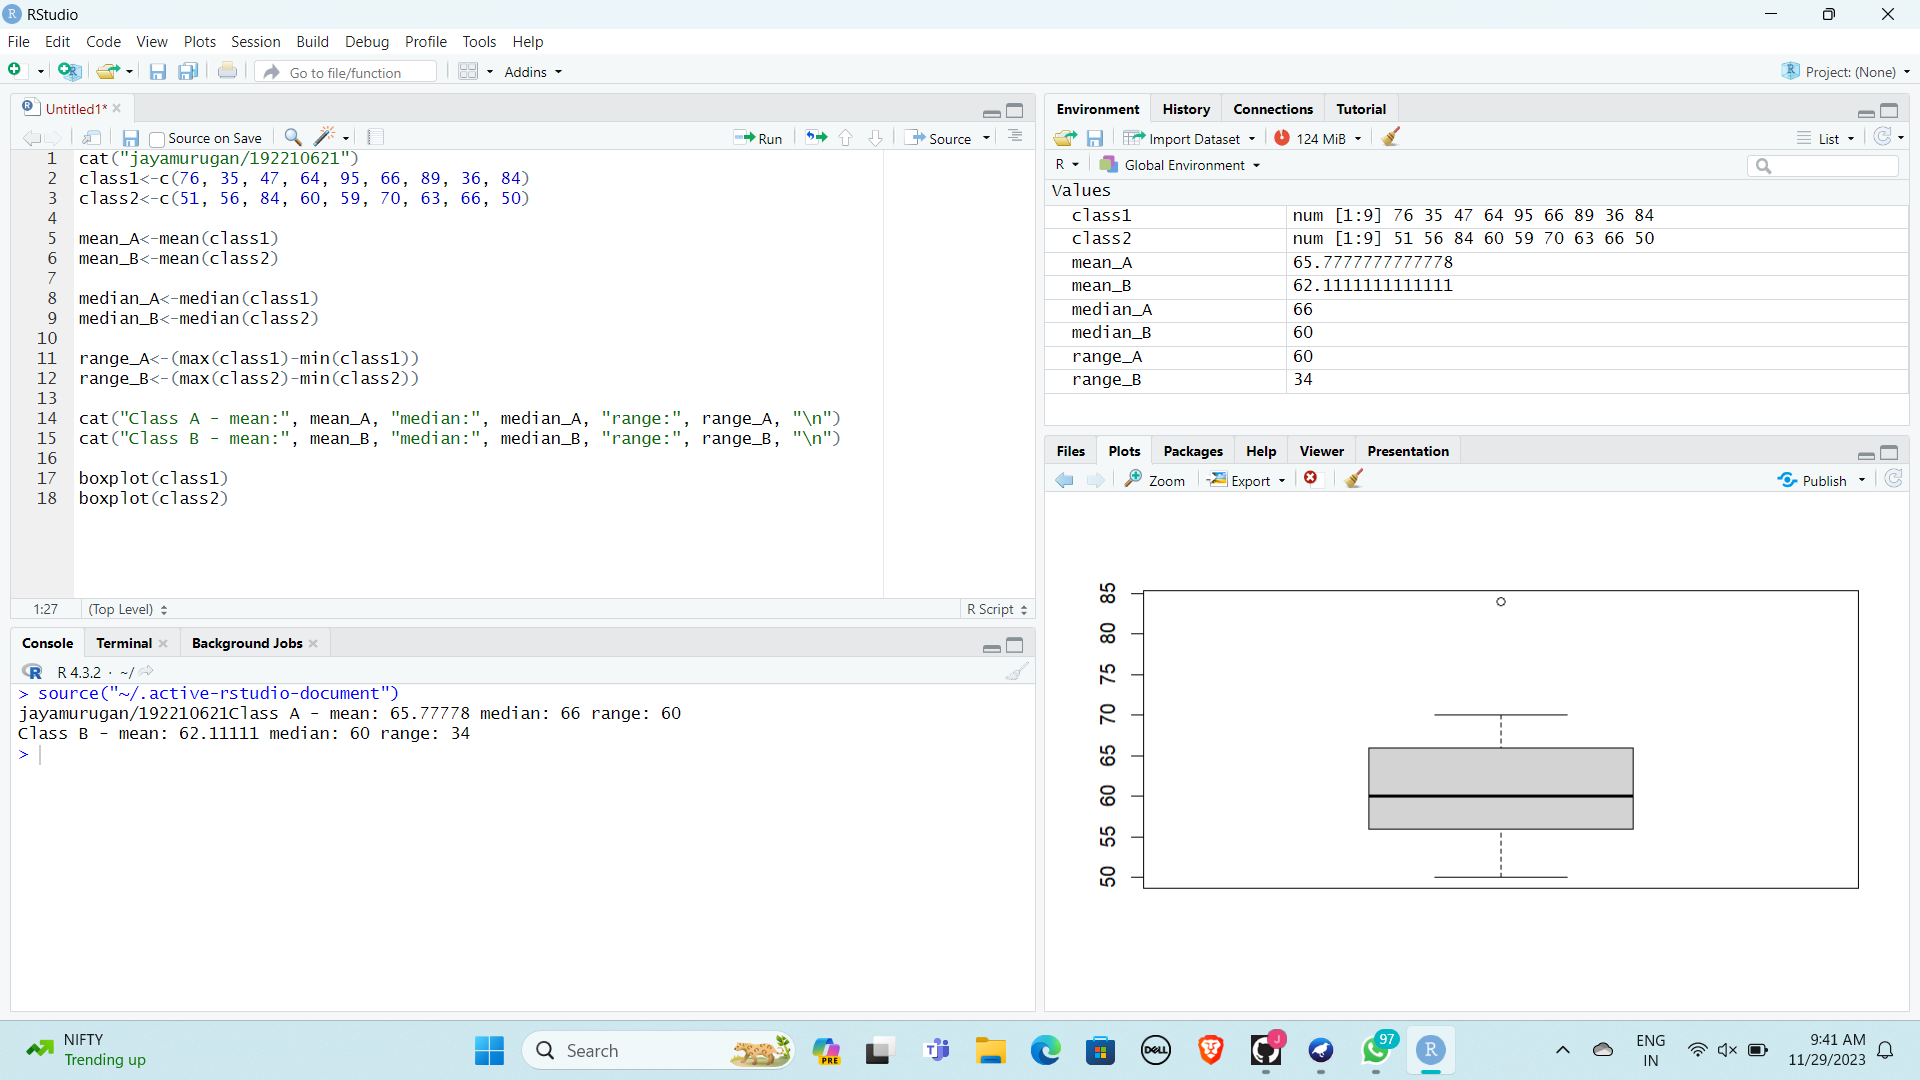 RStudio
File Edit Code View Plots Session Build Debug Profile Tools Help
Go to file/function Addins Project: (None)
Untitled1*
Source on Save Run Source
1 cat("jayamurugan/192210621")
2 class1<-c(76, 35, 47, 64, 95, 66, 89, 36, 84)
3 class2<-c(51, 56, 84, 60, 59, 70, 63, 66, 50)
4
5 mean_A<-mean(class1)
6 mean_B<-mean(class2)
7
8 median_A<-median(class1)
9 median_B<-median(class2)
10
11 range_A<-(max(class1)-min(class1))
12 range_B<-(max(class2)-min(class2))
13
14 cat("Class A - mean:", mean_A, "median:", median_A, "range:", range_A, "\n")
15 cat("Class B - mean:", mean_B, "median:", median_B, "range:", range_B, "\n")
16
17 boxplot(class1)
18 boxplot(class2)
1:27 (Top Level) R Script
Console Terminal Background Jobs
R 4.3.2 · ~/
> source("~/.active-rstudio-document")
jayamurugan/192210621Class A - mean: 65.77778 median: 66 range: 60
Class B - mean: 62.11111 median: 60 range: 34
>
Environment History Connections Tutorial
Import Dataset 124 MiB List
R Global Environment
Values
class1 num [1:9] 76 35 47 64 95 66 89 36 84
class2 num [1:9] 51 56 84 60 59 70 63 66 50
mean_A 65.7777777777778
mean_B 62.1111111111111
median_A 66
median_B 60
range_A 60
range_B 34
Files Plots Packages Help Viewer Presentation
Zoom Export Publish
85
80
75
70
65
60
55
50
NIFTY
Trending up
Search
PRE
DELL
J
97
R
ENG
IN
9:41 AM
11/29/2023